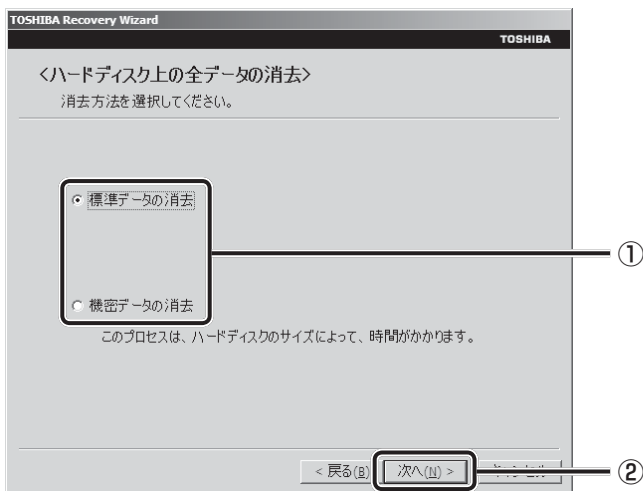 TOSHIBA Recovery Wizard
TOSHIBA
<ハードディスク上の全データの消去>
消去方法を選択してください。
標準データの消去
①
機密データの消去
このプロセスは、ハードディスクのサイズによって、時間がかかります。
< 戻る(B) 次へ(N) > ②